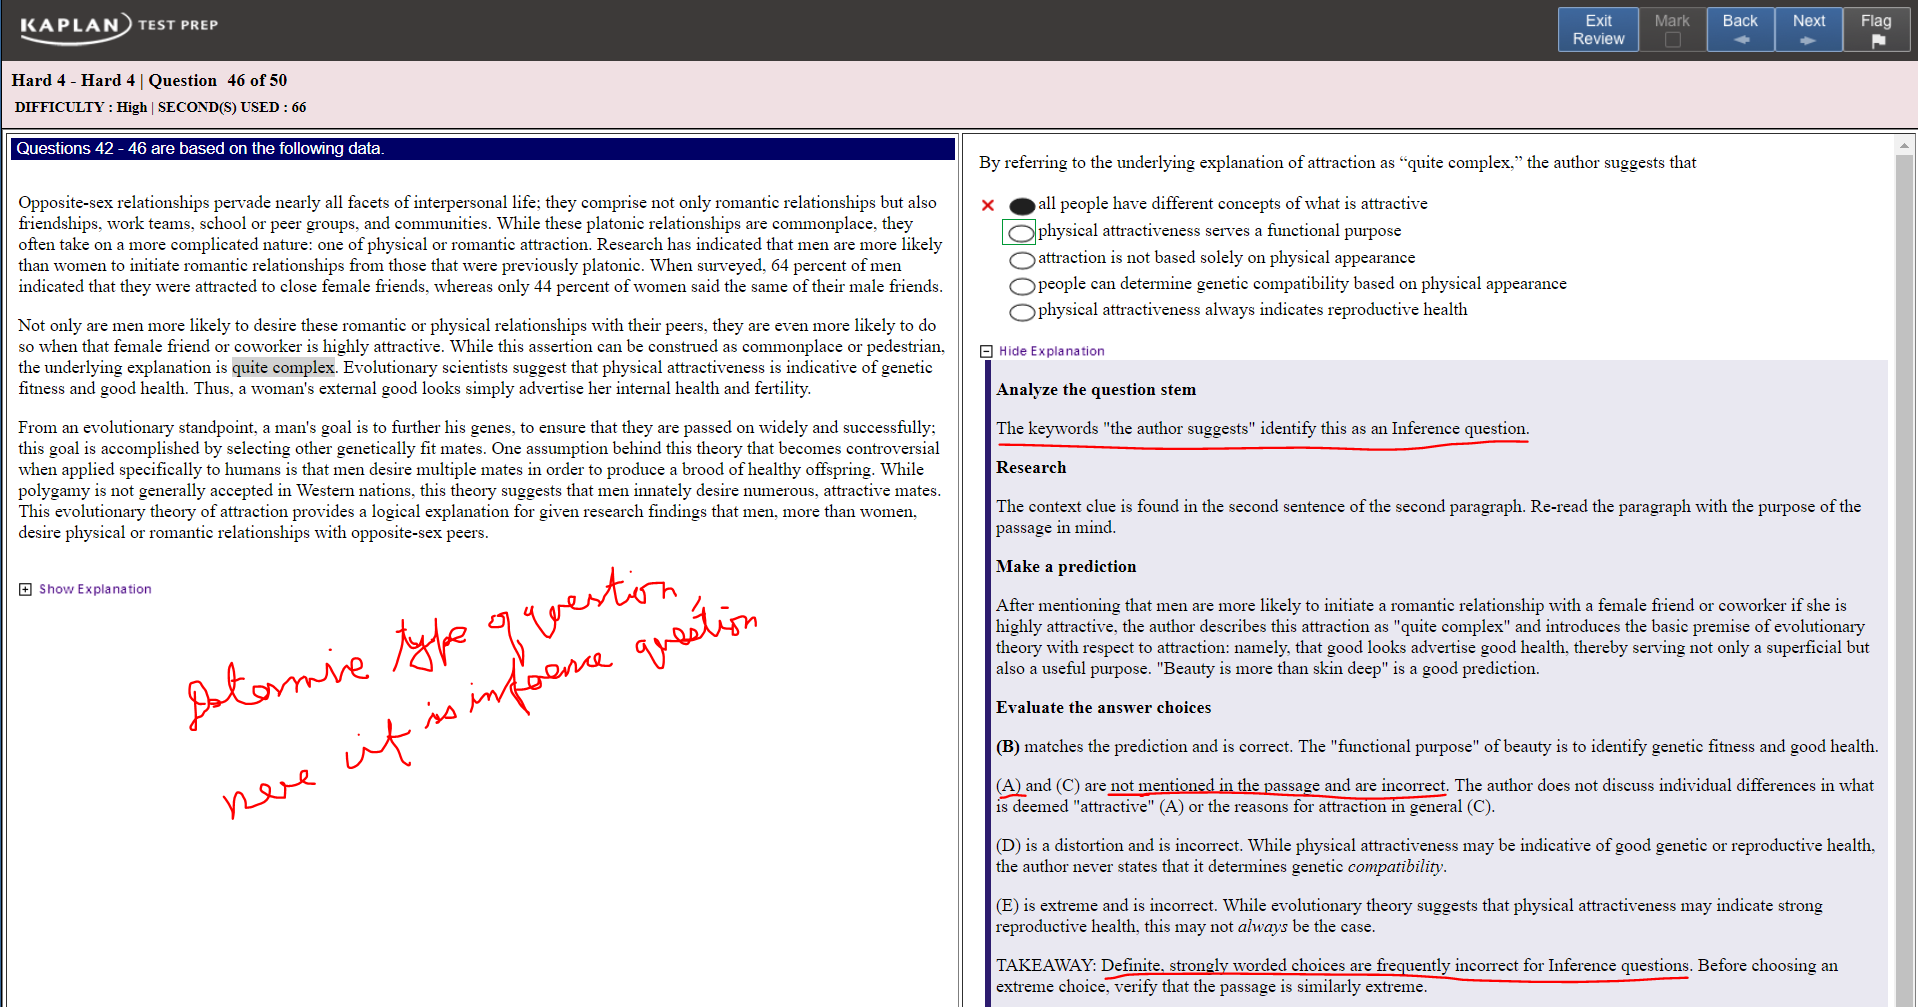 KAPLAN TEST PREP
Exit Review
Mark
Back
Next
Flag
Hard 4 - Hard 4 | Question 46 of 50
DIFFICULTY : High | SECOND(S) USED : 66
Questions 42 - 46 are based on the following data.
Opposite-sex relationships pervade nearly all facets of interpersonal life; they comprise not only romantic relationships but also
friendships, work teams, school or peer groups, and communities. While these platonic relationships are commonplace, they
often take on a more complicated nature: one of physical or romantic attraction. Research has indicated that men are more likely
than women to initiate romantic relationships from those that were previously platonic. When surveyed, 64 percent of men
indicated that they were attracted to close female friends, whereas only 44 percent of women said the same of their male friends.
Not only are men more likely to desire these romantic or physical relationships with their peers, they are even more likely to do
so when that female friend or coworker is highly attractive. While this assertion can be construed as commonplace or pedestrian,
the underlying explanation is quite complex. Evolutionary scientists suggest that physical attractiveness is indicative of genetic
fitness and good health. Thus, a woman's external good looks simply advertise her internal health and fertility.
From an evolutionary standpoint, a man's goal is to further his genes, to ensure that they are passed on widely and successfully;
this goal is accomplished by selecting other genetically fit mates. One assumption behind this theory that becomes controversial
when applied specifically to humans is that men desire multiple mates in order to produce a brood of healthy offspring. While
polygamy is not generally accepted in Western nations, this theory suggests that men innately desire numerous, attractive mates.
This evolutionary theory of attraction provides a logical explanation for given research findings that men, more than women,
desire physical or romantic relationships with opposite-sex peers.
Show Explanation
type of question,
here it is inference question
By referring to the underlying explanation of attraction as “quite complex,” the author suggests that
all people have different concepts of what is attractive
physical attractiveness serves a functional purpose
attraction is not based solely on physical appearance
people can determine genetic compatibility based on physical appearance
physical attractiveness always indicates reproductive health
Hide Explanation
Analyze the question stem
The keywords "the author suggests" identify this as an Inference question.
Research
The context clue is found in the second sentence of the second paragraph. Re-read the paragraph with the purpose of the
passage in mind.
Make a prediction
After mentioning that men are more likely to initiate a romantic relationship with a female friend or coworker if she is
highly attractive, the author describes this attraction as "quite complex" and introduces the basic premise of evolutionary
theory with respect to attraction: namely, that good looks advertise good health, thereby serving not only a superficial but
also a useful purpose. "Beauty is more than skin deep" is a good prediction.
Evaluate the answer choices
(B) matches the prediction and is correct. The "functional purpose" of beauty is to identify genetic fitness and good health.
(A) and (C) are not mentioned in the passage and are incorrect. The author does not discuss individual differences in what
is deemed "attractive" (A) or the reasons for attraction in general (C).
(D) is a distortion and is incorrect. While physical attractiveness may be indicative of good genetic or reproductive health,
the author never states that it determines genetic compatibility.
(E) is extreme and is incorrect. While evolutionary theory suggests that physical attractiveness may indicate strong
reproductive health, this may not always be the case.
TAKEAWAY: Definite, strongly worded choices are frequently incorrect for Inference questions. Before choosing an
extreme choice, verify that the passage is similarly extreme.